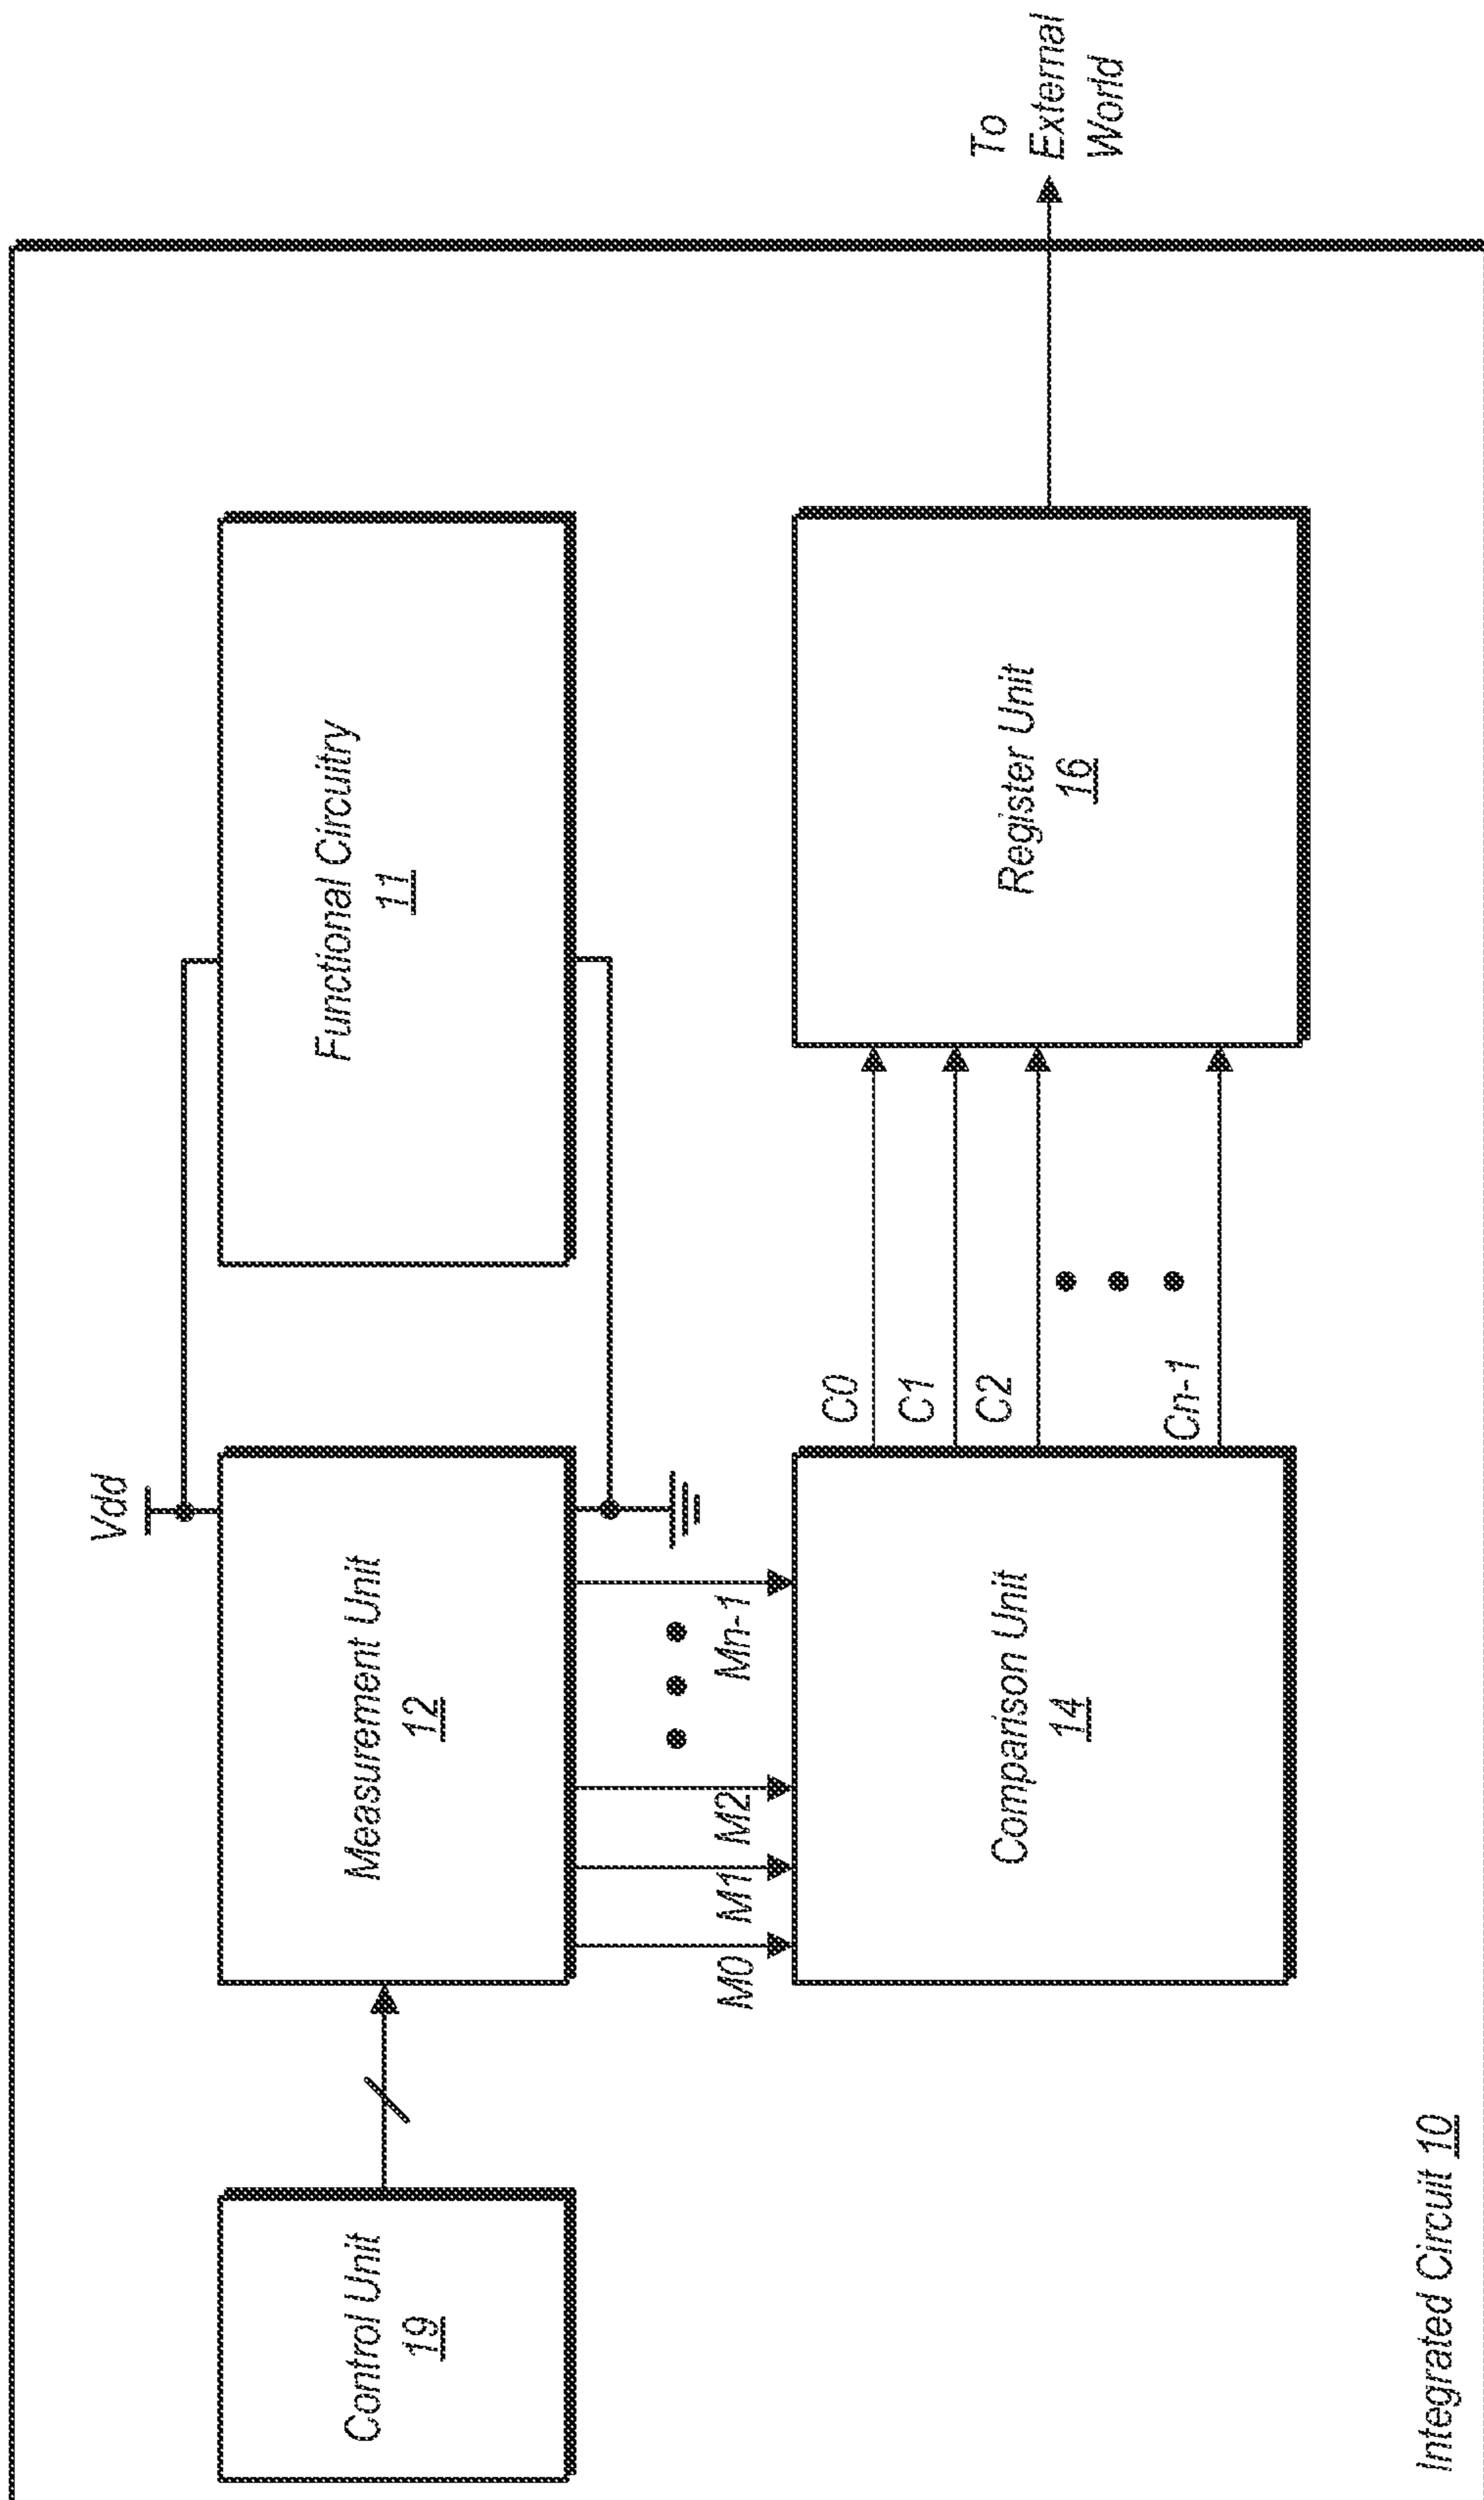 Vdd
Control Unit
19
Measurement Unit
12
Functional Circuitry
11
M0
M1
M2
Mn-1
C0
C1
C2
Cn-1
Comparison Unit
14
Register Unit
16
To
External
World
Integrated Circuit 10